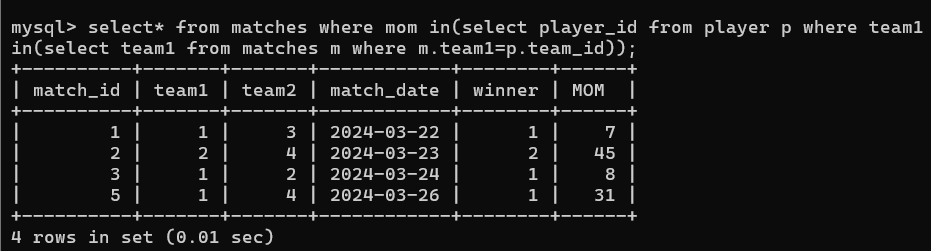 mysql> select* from matches where mom in(select player_id from player p where team1
in(select team1 from matches m where m.team1=p.team_id));
+----------+-------+-------+------------+--------+------+
| match_id | team1 | team2 | match_date | winner | MOM  |
+----------+-------+-------+------------+--------+------+
|        1 |     1 |     3 | 2024-03-22 |      1 |    7 |
|        2 |     2 |     4 | 2024-03-23 |      2 |   45 |
|        3 |     1 |     2 | 2024-03-24 |      1 |    8 |
|        5 |     1 |     4 | 2024-03-26 |      1 |   31 |
+----------+-------+-------+------------+--------+------+
4 rows in set (0.01 sec)